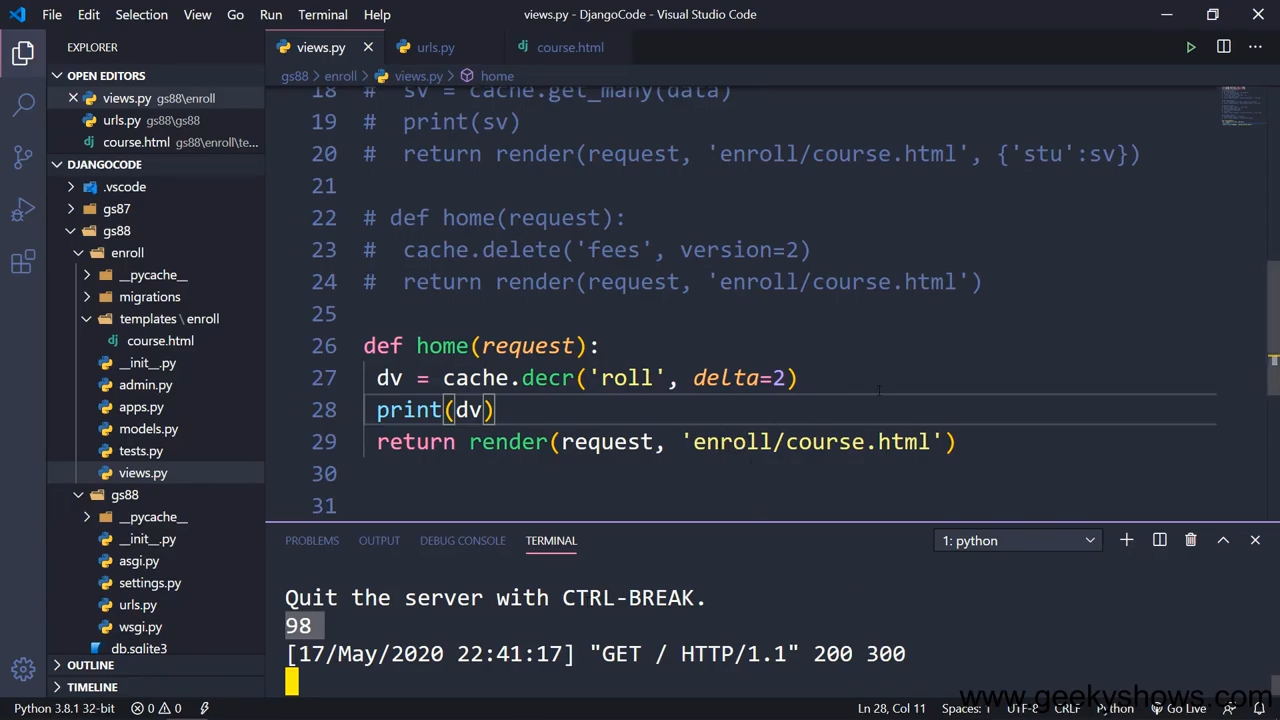 File Edit Selection View Go Run Terminal Help
views.py - DjangoCode - Visual Studio Code
EXPLORER
OPEN EDITORS
views.py gs88\enroll
urls.py gs88\gs88
course.html gs88\enroll\te...
DJANGOCODE
.vscode
gs87
gs88
enroll
__pycache__
migrations
templates \ enroll
course.html
__init__.py
admin.py
apps.py
models.py
tests.py
views.py
gs88
__pycache__
__init__.py
asgi.py
settings.py
urls.py
wsgi.py
db.sqlite3
OUTLINE
TIMELINE
views.py urls.py course.html
gs88 > enroll > views.py > home
18 # sv = cache.get_many(data)
19 # print(sv)
20 # return render(request, 'enroll/course.html', {'stu':sv})
21
22 # def home(request):
23 # cache.delete('fees', version=2)
24 # return render(request, 'enroll/course.html')
25
26 def home(request):
27 dv = cache.decr('roll', delta=2)
28 print(dv)
29 return render(request, 'enroll/course.html')
30
31
PROBLEMS OUTPUT DEBUG CONSOLE TERMINAL
1: python
Quit the server with CTRL-BREAK.
98
[17/May/2020 22:41:17] "GET / HTTP/1.1" 200 300
www.geekyshows.com
Python 3.8.1 32-bit 0 0 Ln 28, Col 11 Spaces: 1 UTF-8 CRLF Python Go Live